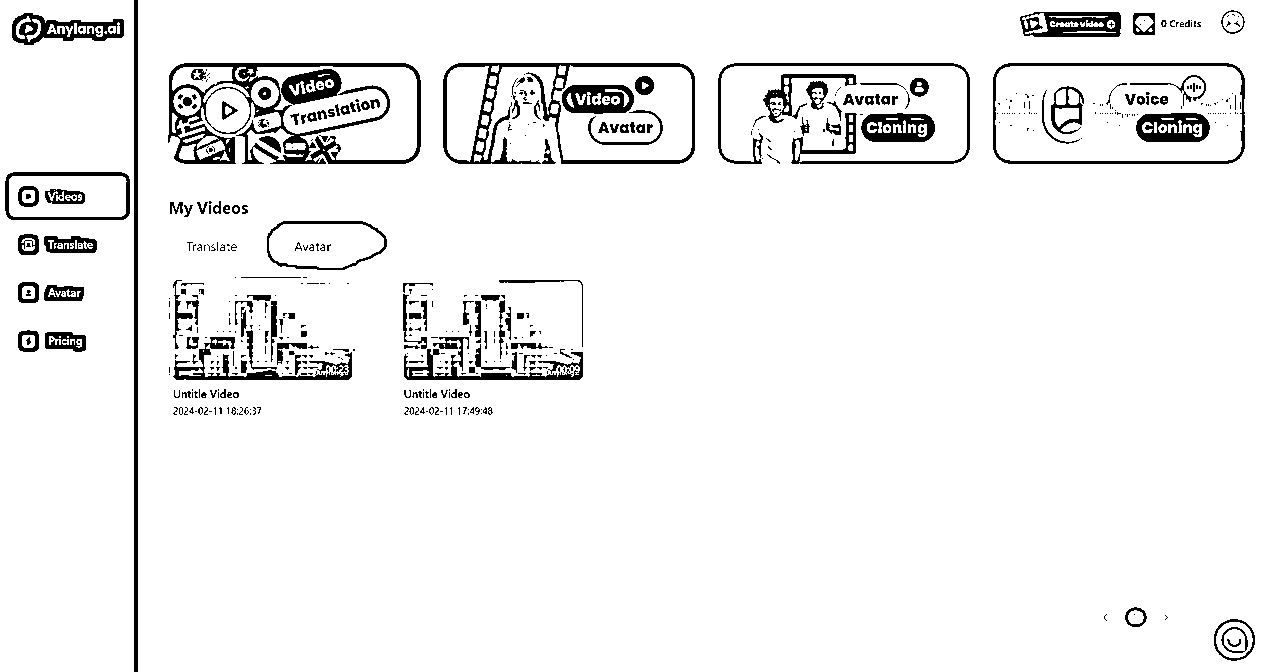 Anylang.ai
Create video
0 Credits
Video
Translation
Video
Avatar
Avatar
Cloning
Voice
Cloning
Videos
Translate
Avatar
Pricing
My Videos
Translate
Avatar
00:23
00:09
Untitle Video
Untitle Video
2024-02-11 18:26:37
2024-02-11 17:49:48